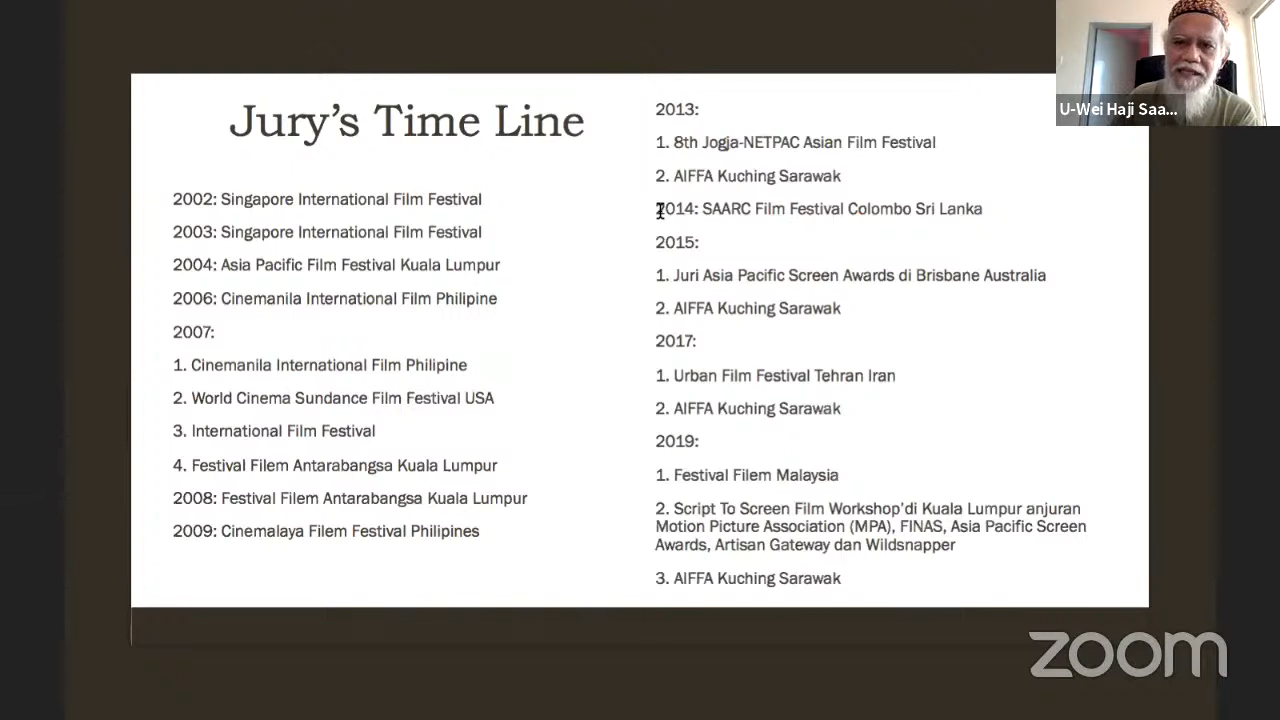 Jury's Time Line
2002: Singapore International Film Festival
2003: Singapore International Film Festival
2004: Asia Pacific Film Festival Kuala Lumpur
2006: Cinemanila International Film Philipine
2007:
1. Cinemanila International Film Philipine
2. World Cinema Sundance Film Festival USA
3. International Film Festival
4. Festival Filem Antarabangsa Kuala Lumpur
2008: Festival Filem Antarabangsa Kuala Lumpur
2009: Cinemalaya Filem Festival Philipines
2013:
1. 8th Jogja-NETPAC Asian Film Festival
2. AIFFA Kuching Sarawak
2014: SAARC Film Festival Colombo Sri Lanka
2015:
1. Juri Asia Pacific Screen Awards di Brisbane Australia
2. AIFFA Kuching Sarawak
2017:
1. Urban Film Festival Tehran Iran
2. AIFFA Kuching Sarawak
2019:
1. Festival Filem Malaysia
2. Script To Screen Film Workshop'di Kuala Lumpur anjuran
Motion Picture Association (MPA), FINAS, Asia Pacific Screen
Awards, Artisan Gateway dan Wildsnapper
3. AIFFA Kuching Sarawak
U-Wei Haji Saa...
zoom